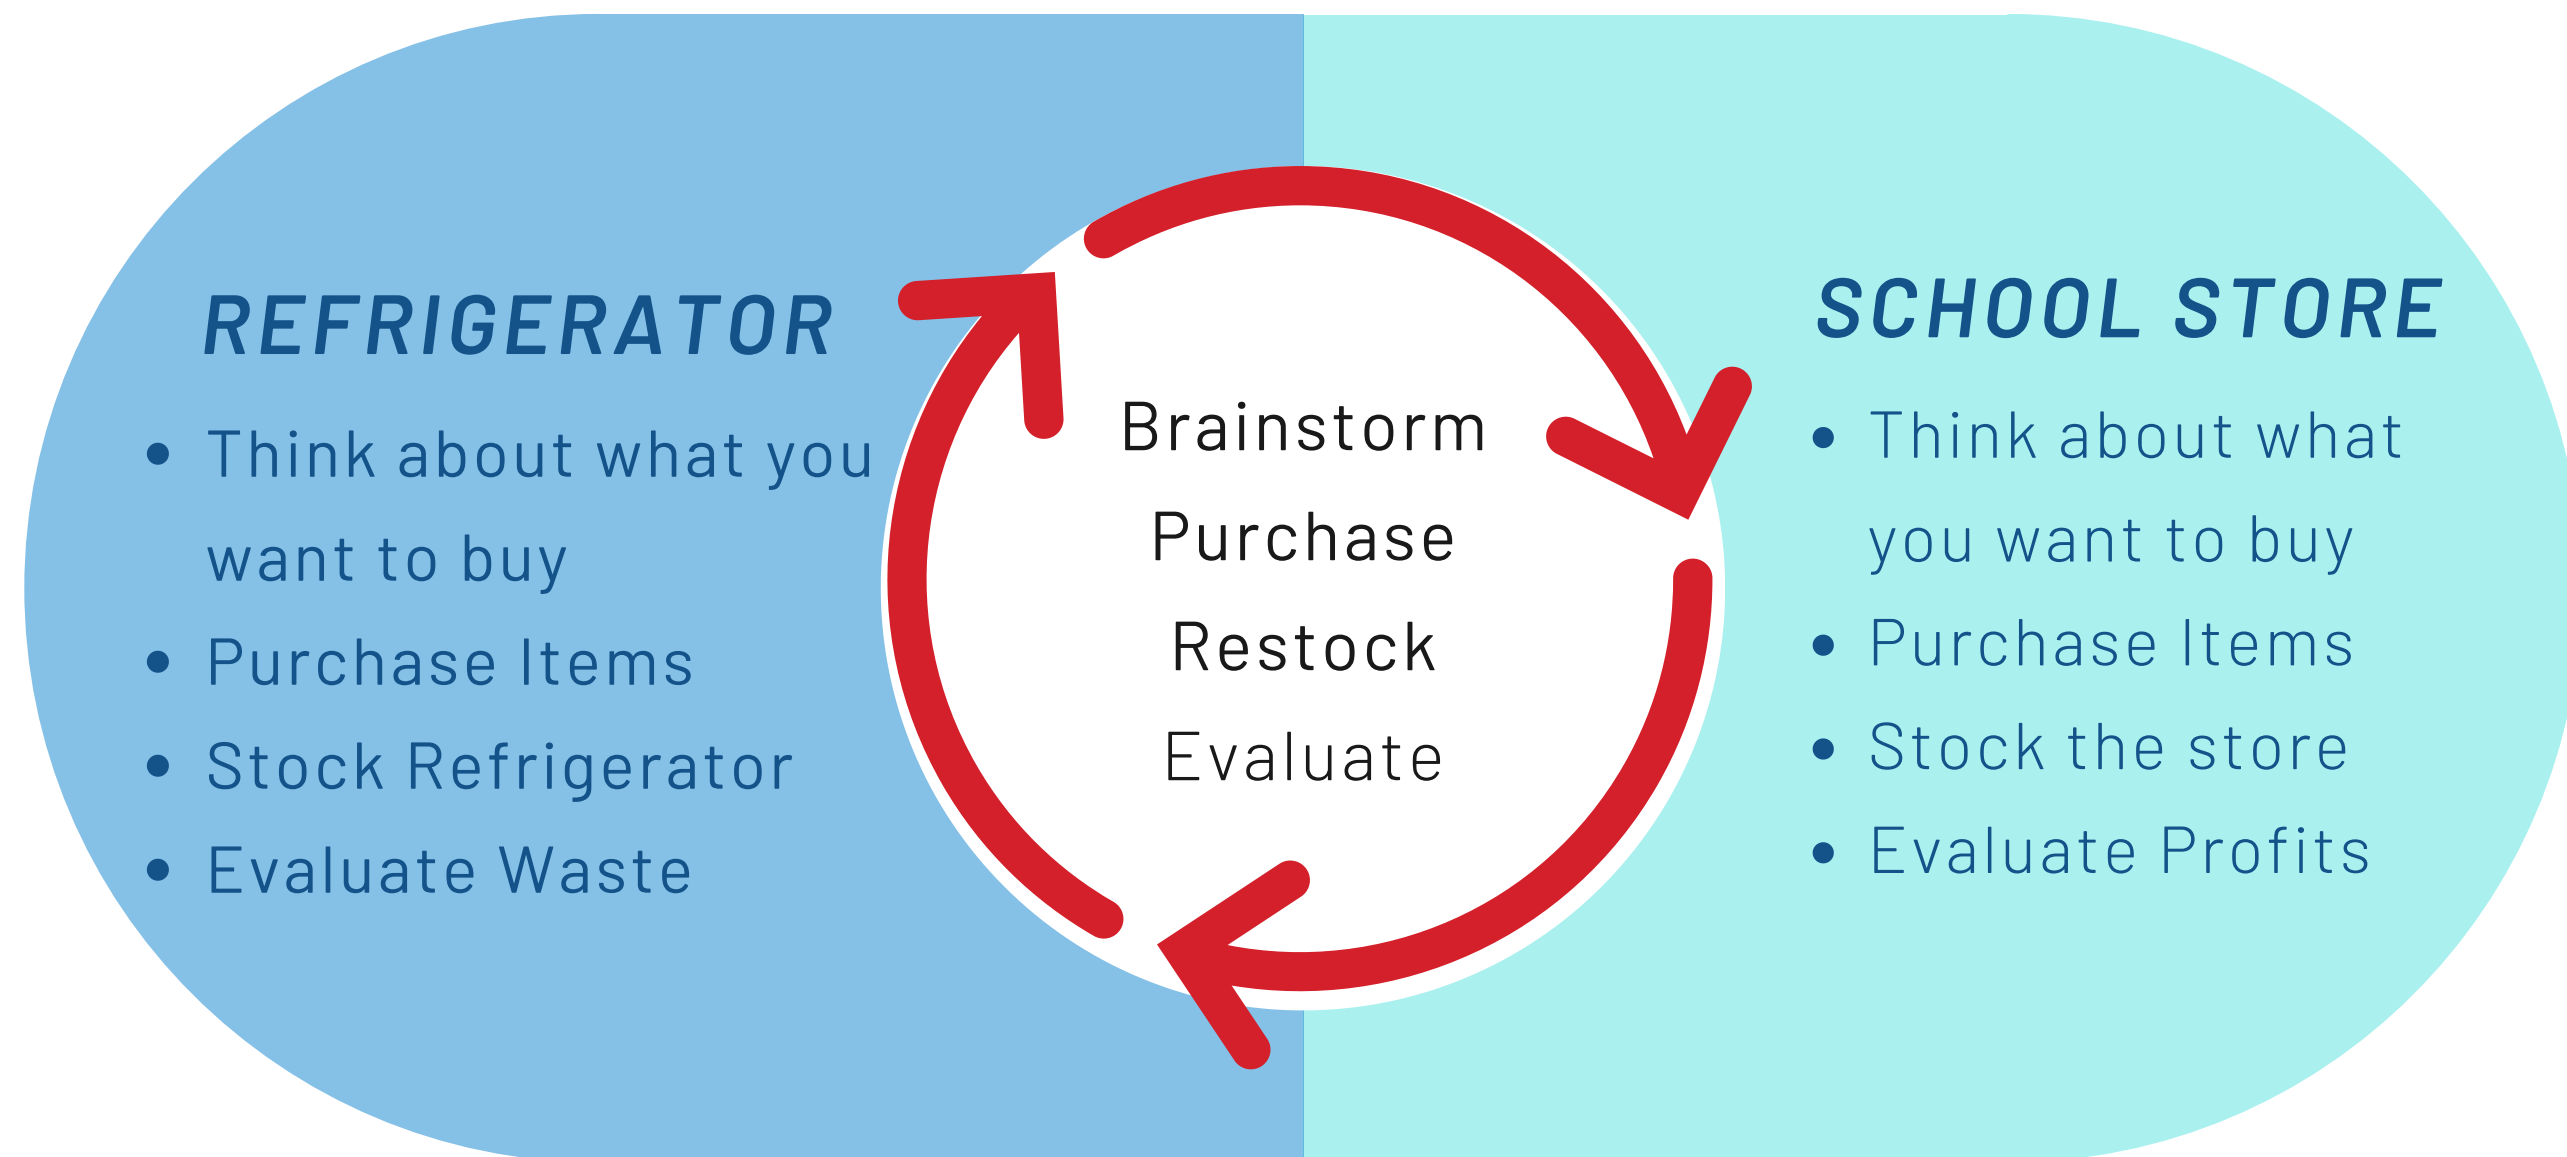 REFRIGERATOR
• Think about what you
want to buy
• Purchase Items
• Stock Refrigerator
• Evaluate Waste
Brainstorm
Purchase
Restock
Evaluate
SCHOOL STORE
• Think about what
you want to buy
• Purchase Items
• Stock the store
• Evaluate Profits